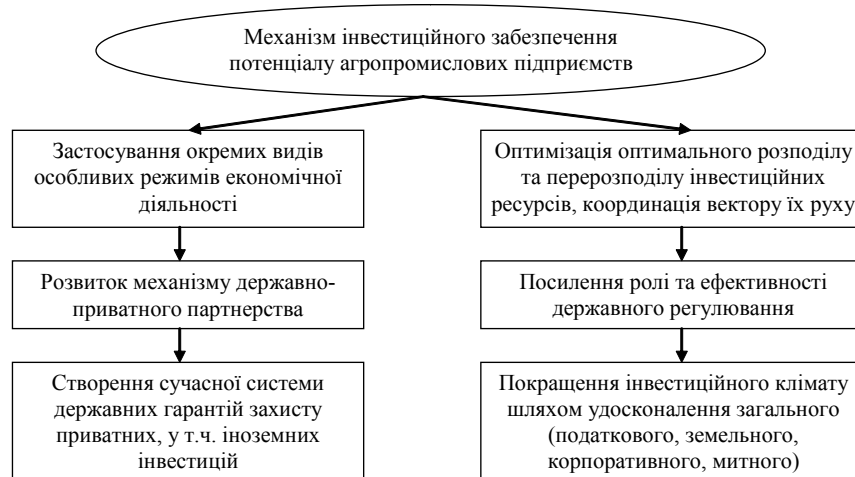 Механізм інвестиційного забезпечення
потенціалу агропромислових підприємств
Застосування окремих видів
особливих режимів економічної
діяльності
Розвиток механізму державно-
приватного партнерства
Створення сучасної системи
державних гарантій захисту
приватних, у т.ч. іноземних
інвестицій
Оптимізація оптимального розподілу
та перерозподілу інвестиційних
ресурсів, координація вектору їх руху
Посилення ролі та ефективності
державного регулювання
Покращення інвестиційного клімату
шляхом удосконалення загального
(податкового, земельного,
корпоративного, митного)